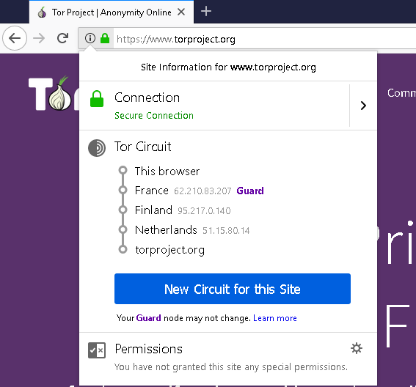 Tor Project | Anonymity Online
https://www.torproject.org
Site Information for www.torproject.org
Tor
Comm
Connection
Secure Connection
Tor Circuit
This browser
France 62.210.83.207 Guard
Finland 95.217.0.140
Netherlands 51.15.80.14
torproject.org
Pri
New Circuit for this Site
F
Your Guard node may not change. Learn more
Permissions
You have not granted this site any special permissions.